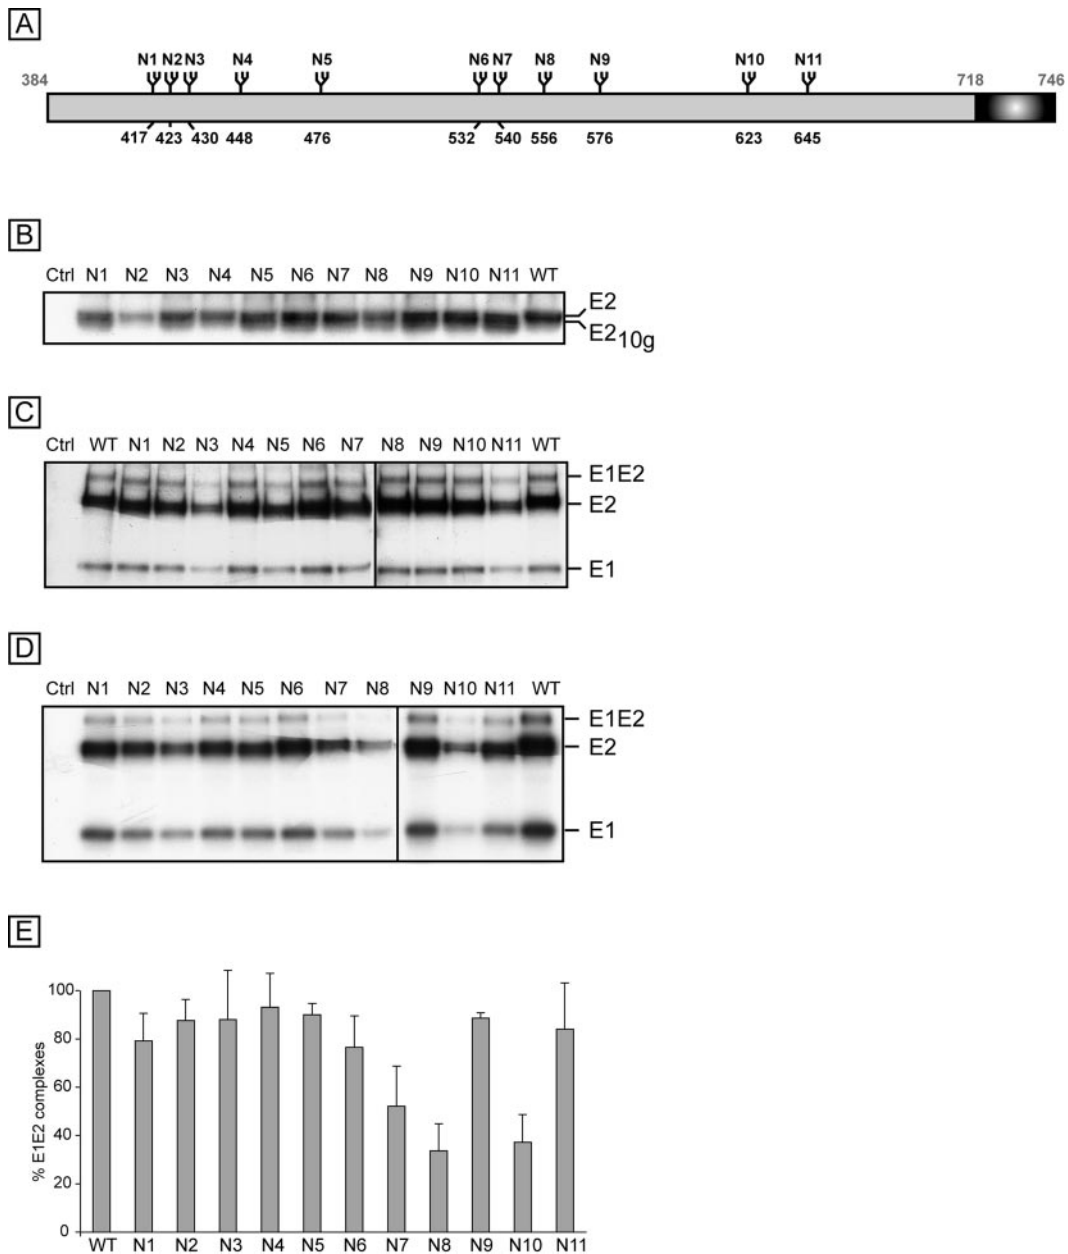 A
N1 N2 N3 N4 N5 N6 N7 N8 N9 N10 N11
384 718 746
417 423 430 448 476 532 540 556 576 623 645
B
Ctrl N1 N2 N3 N4 N5 N6 N7 N8 N9 N10 N11 WT
E2
E210g
C
Ctrl WT N1 N2 N3 N4 N5 N6 N7 N8 N9 N10 N11 WT
E1E2
E2
E1
D
Ctrl N1 N2 N3 N4 N5 N6 N7 N8 N9 N10 N11 WT
E1E2
E2
E1
E
% E1E2 complexes
100
80
60
40
20
0
WT N1 N2 N3 N4 N5 N6 N7 N8 N9 N10 N11